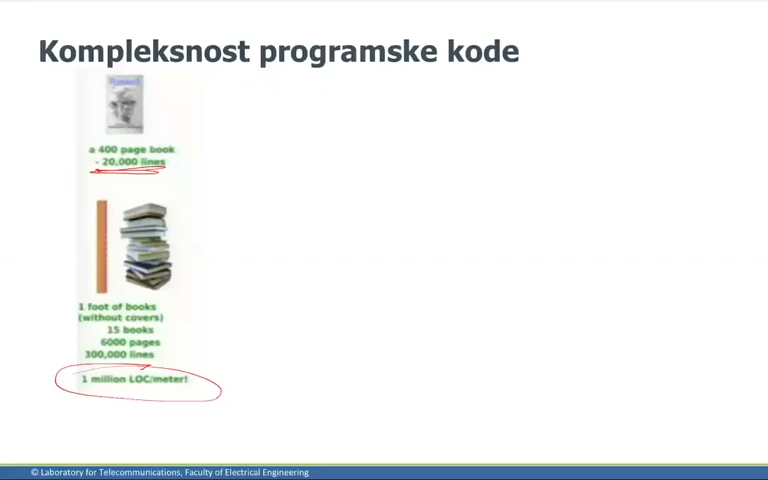 Kompleksnost programske kode
a 400 page book
- 20,000 lines
1 foot of books
(without covers)
15 books
6000 pages
300,000 lines
1 million LOC/meter!
© Laboratory for Telecommunications, Faculty of Electrical Engineering